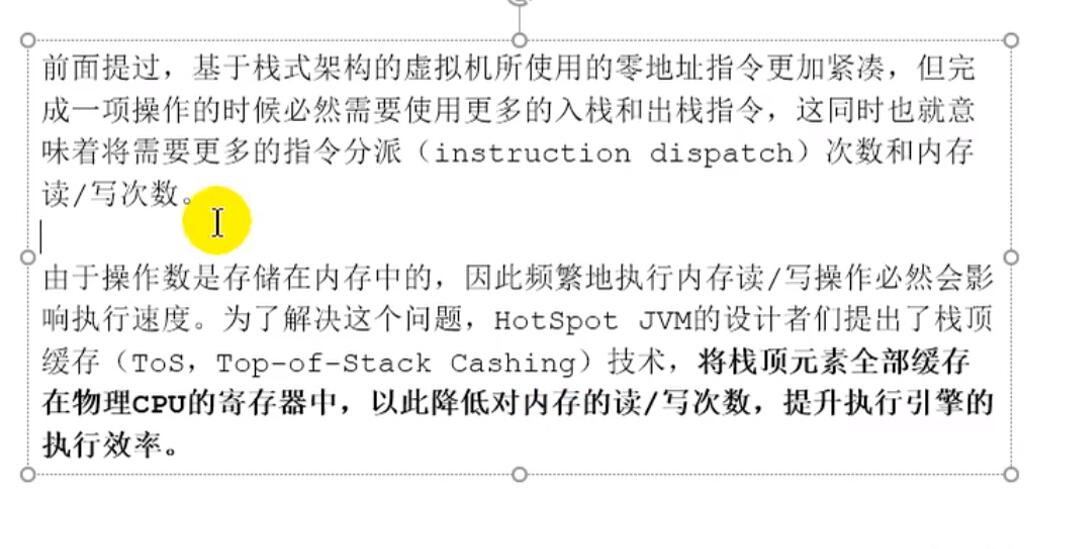 前面提过，基于栈式架构的虚拟机所使用的零地址指令更加紧凑，但完
成一项操作的时候必然需要使用更多的入栈和出栈指令，这同时也就意
味着将需要更多的指令分派（instruction dispatch）次数和内存
读/写次数。
由于操作数是存储在内存中的，因此频繁地执行内存读/写操作必然会影
响执行速度。为了解决这个问题，HotSpot JVM的设计者们提出了栈顶
缓存（ToS，Top-of-Stack Cashing）技术，将栈顶元素全部缓存
在物理CPU的寄存器中，以此降低对内存的读/写次数，提升执行引擎的
执行效率。